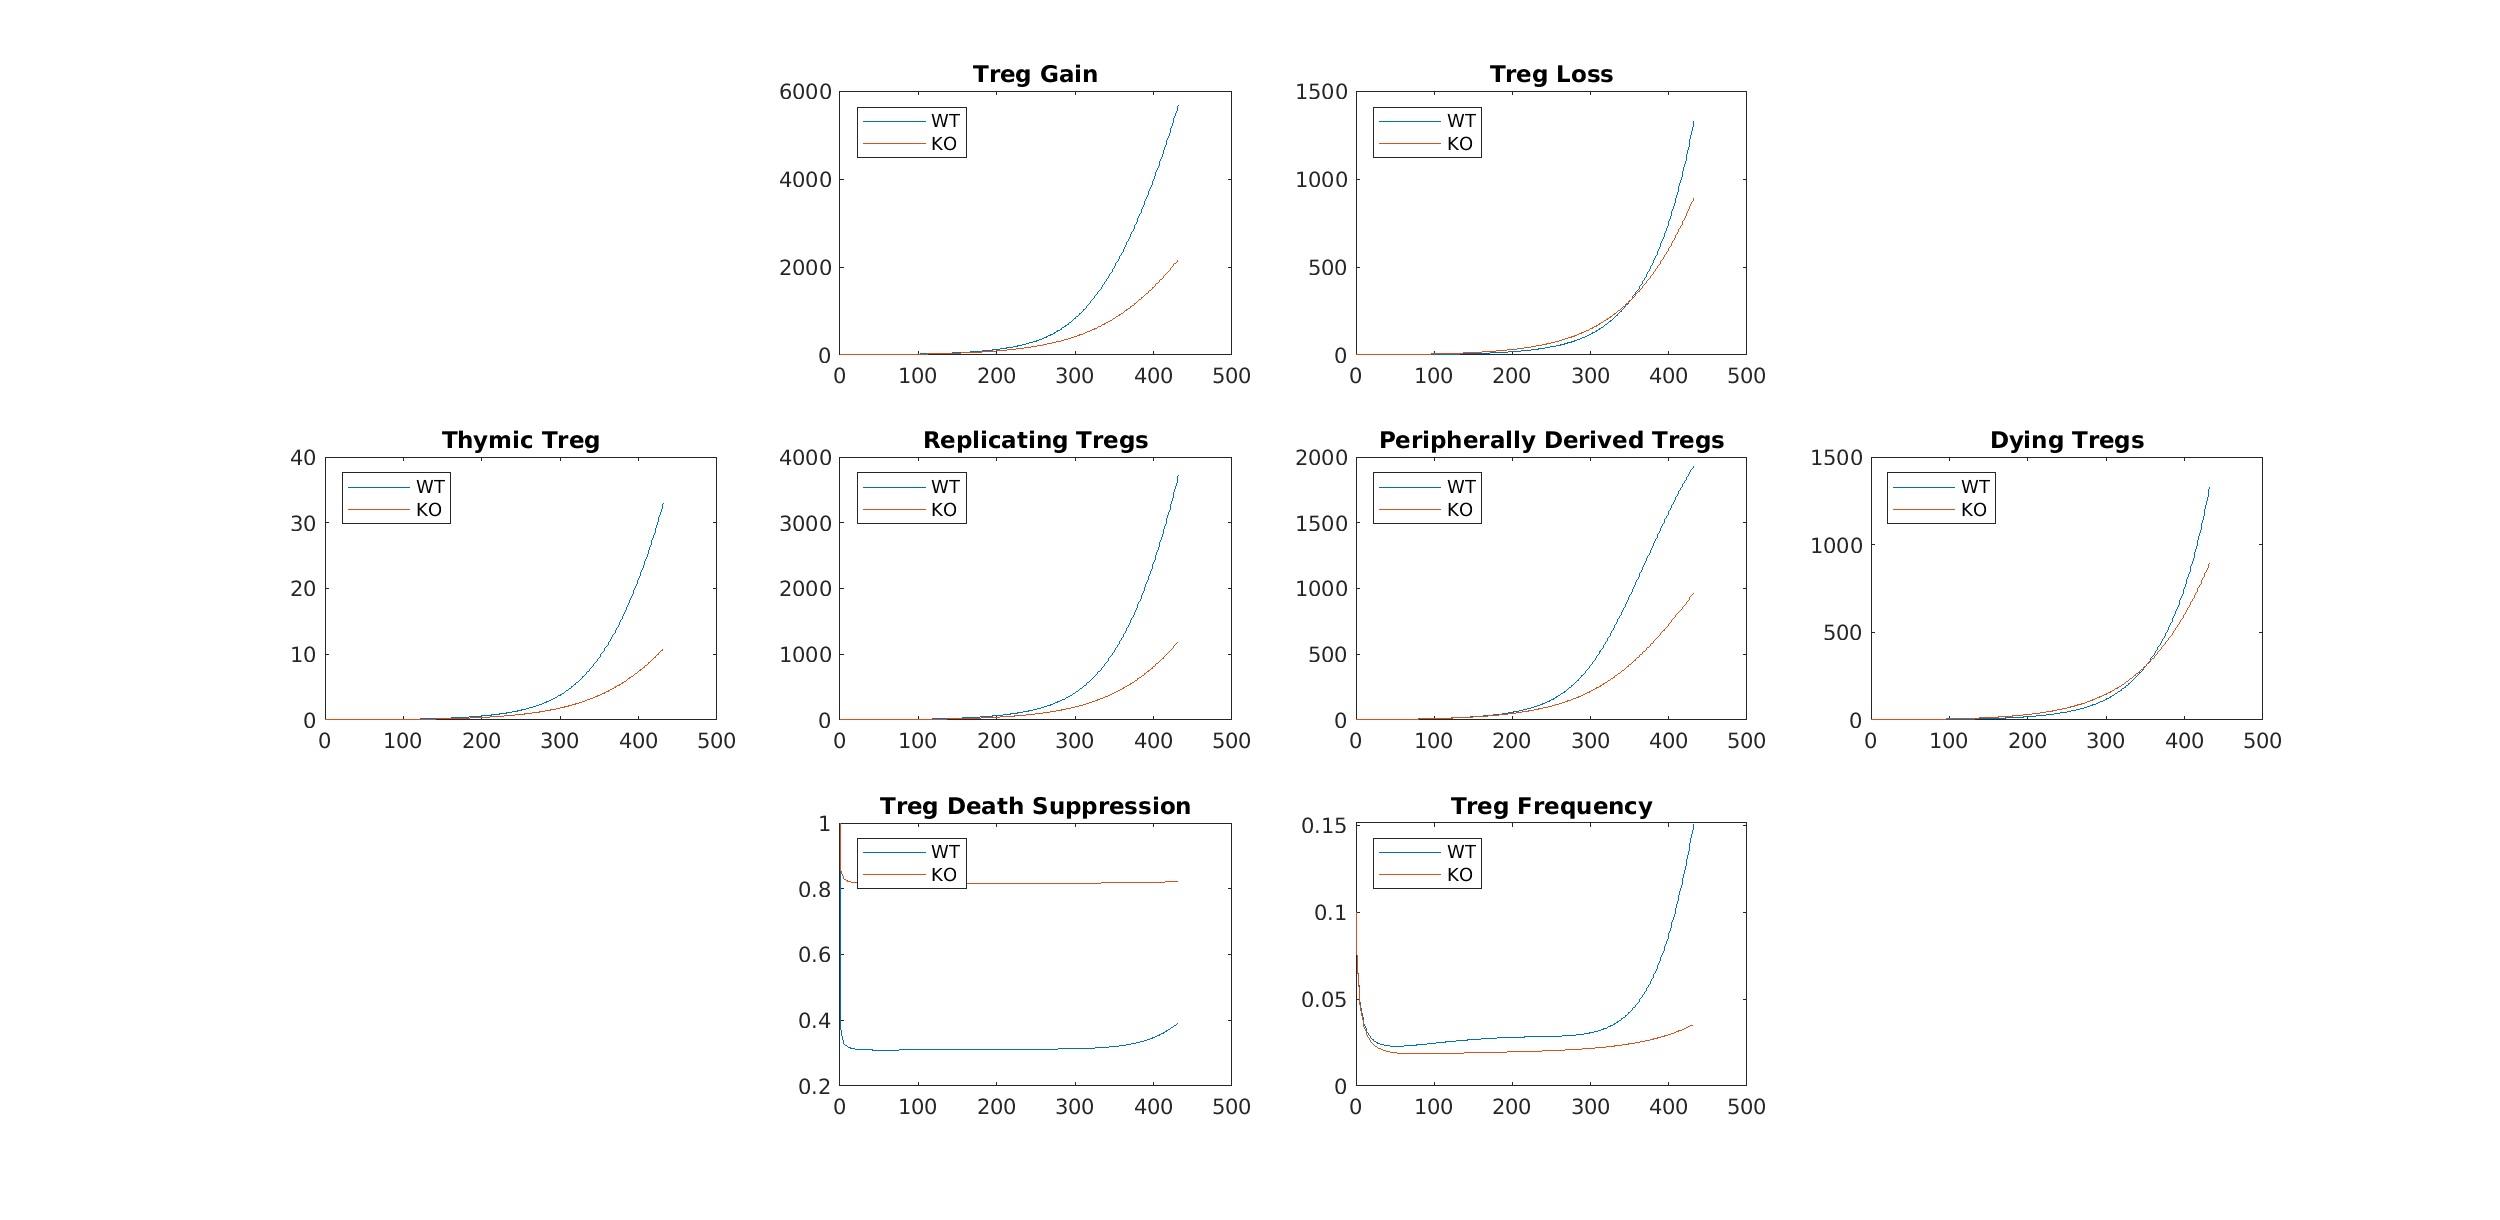 Treg Gain
6000
4000
2000
0
0 100 200 300 400 500
WT
KO
Treg Loss
1500
1000
500
0
0 100 200 300 400 500
WT
KO
Thymic Treg
40
30
20
10
0
0 100 200 300 400 500
WT
KO
Replicating Tregs
4000
3000
2000
1000
0
0 100 200 300 400 500
WT
KO
Peripherally Derived Tregs
2000
1500
1000
500
0
0 100 200 300 400 500
WT
KO
Dying Tregs
1500
1000
500
0
0 100 200 300 400 500
WT
KO
Treg Death Suppression
1
0.8
0.6
0.4
0.2
0 100 200 300 400 500
WT
KO
Treg Frequency
0.15
0.1
0.05
0
0 100 200 300 400 500
WT
KO